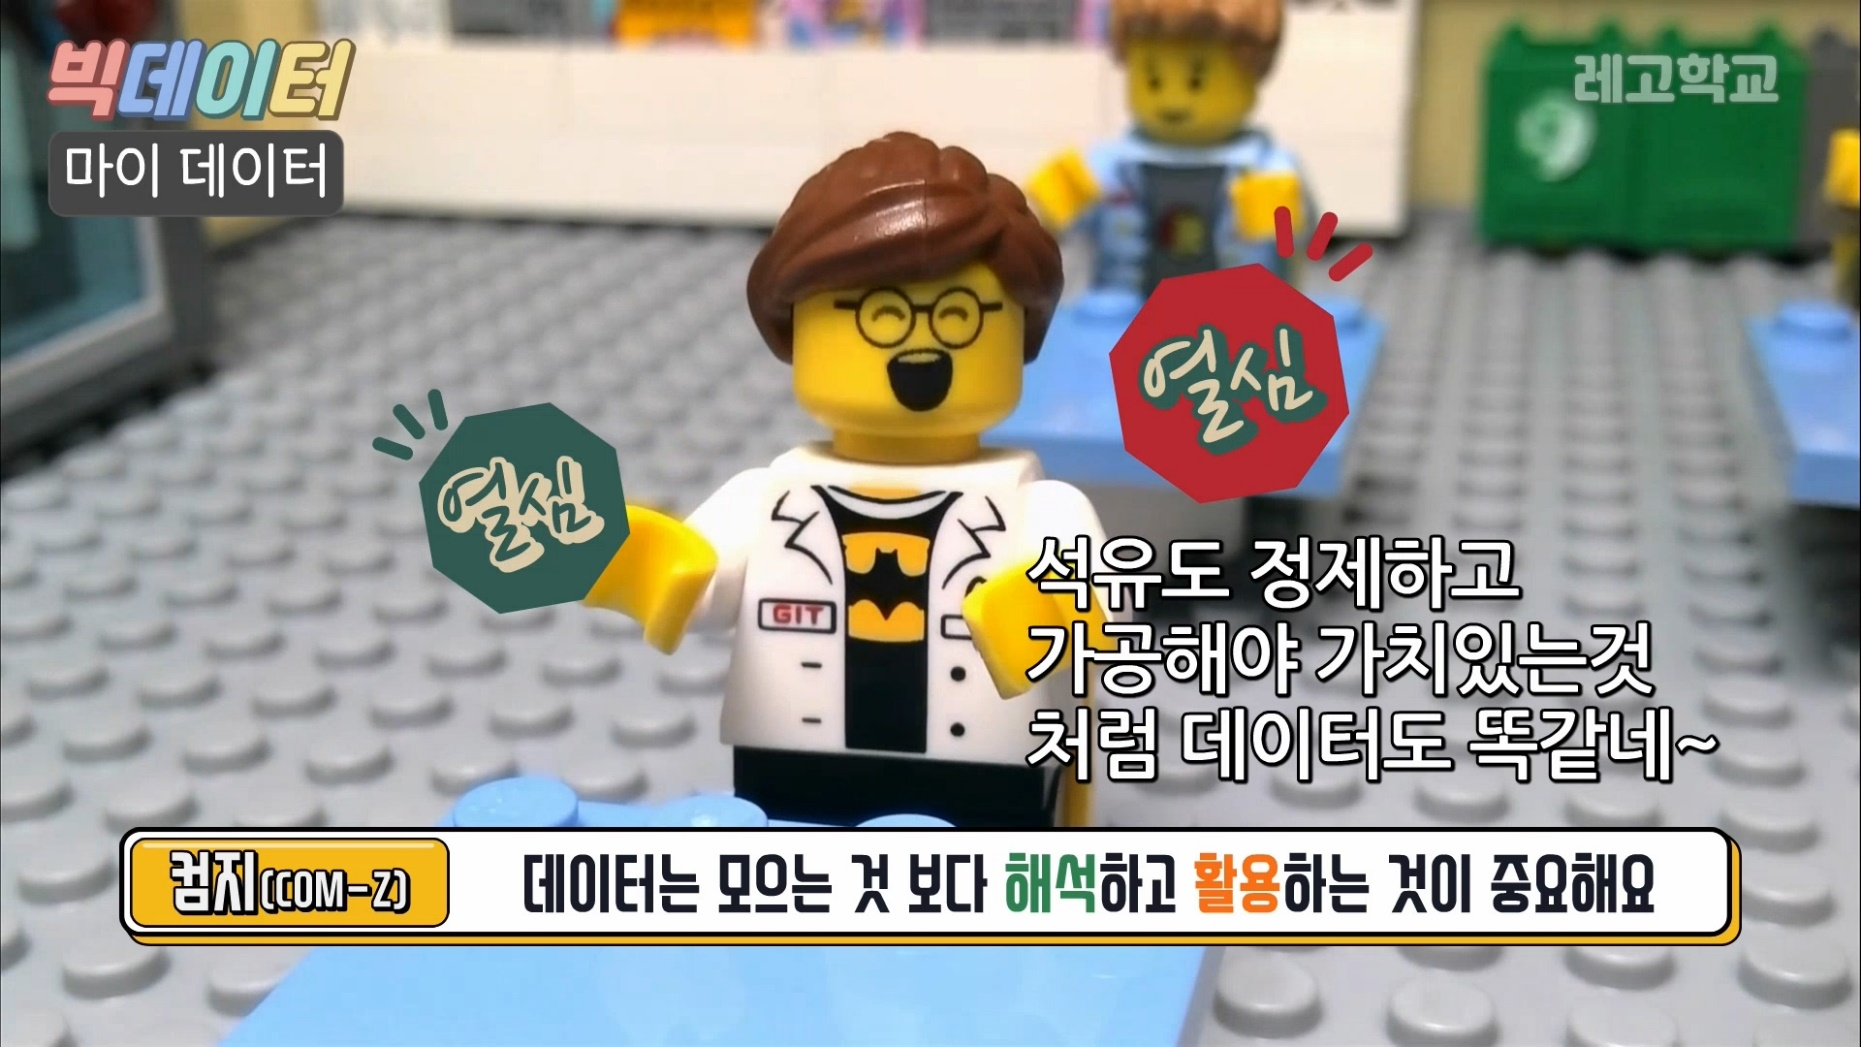 빅데이터
마이 데이터
레고학교
열심
열심
GIT
석유도 정제하고
가공해야 가치있는것
처럼 데이터도 똑같네~
컴지(COM-Z)
데이터는 모으는 것 보다 해석하고 활용하는 것이 중요해요